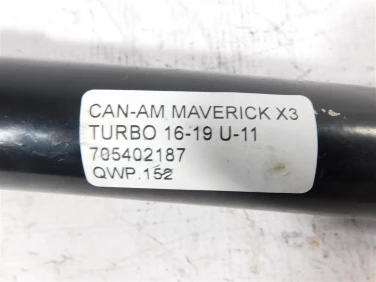 CAN-AM MAVERICK X3
TURBO 16-19 U-11
705402187
QWP.152